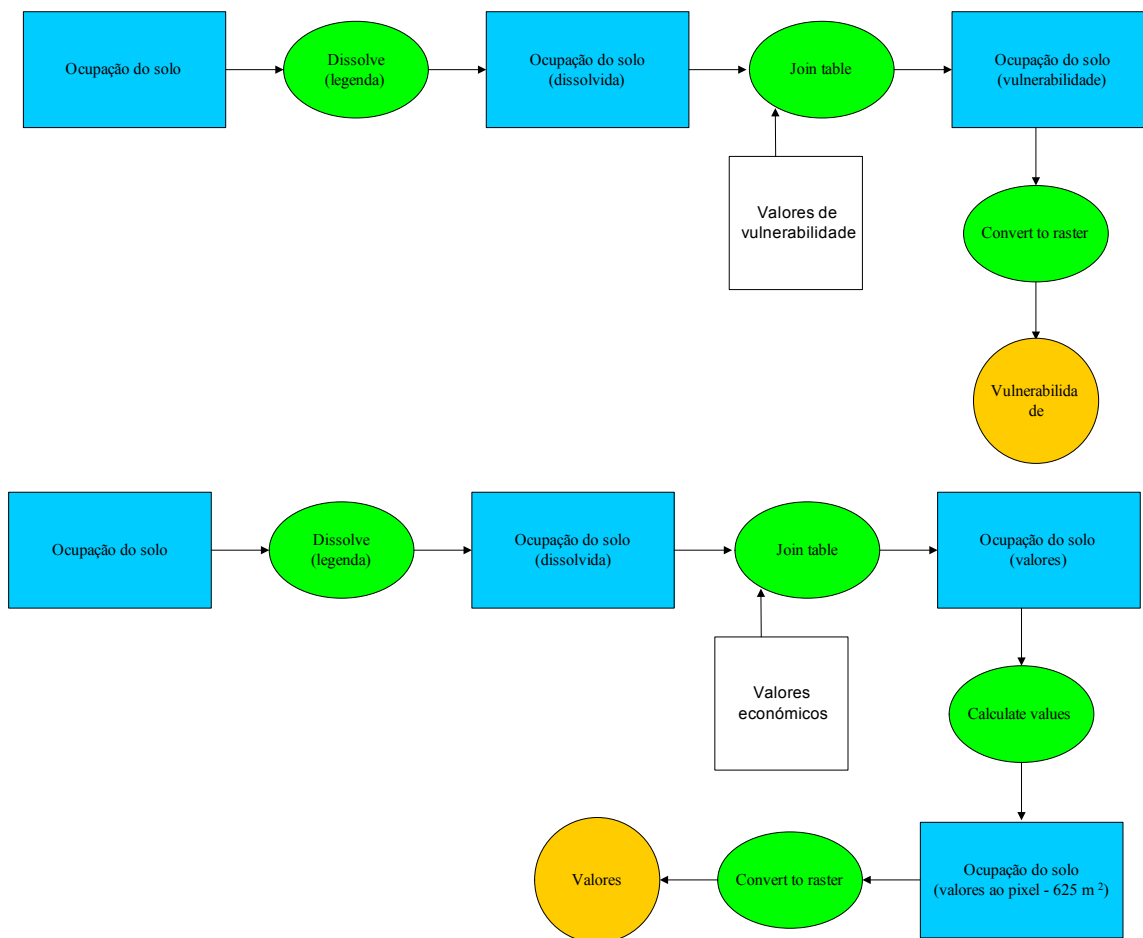 Ocupação do solo
Dissolve
(legenda)
Ocupação do solo
(dissolvida)
Join table
Ocupação do solo
(vulnerabilidade)
Valores de
vulnerabilidade
Convert to raster
Vulnerabilida
de
Ocupação do solo
Dissolve
(legenda)
Ocupação do solo
(dissolvida)
Join table
Ocupação do solo
(valores)
Valores
económicos
Calculate values
Valores
Convert to raster
Ocupação do solo
(valores ao pixel - 625 m ²)